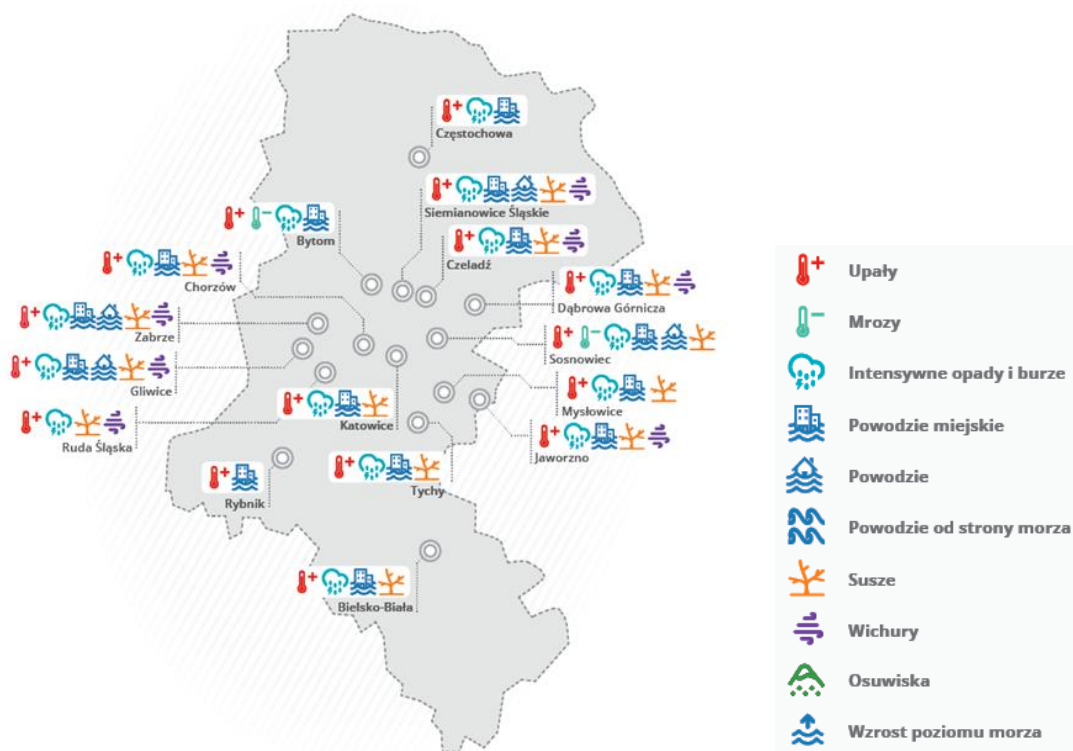 Częstochowa
Siemianowice Śląskie
Bytom
Czeladź
Chorzów
Dąbrowa Górnicza
Zabrze
Sosnowiec
Gliwice
Mysłowice
Katowice
Ruda Śląska
Jaworzno
Tychy
Rybnik
Bielsko-Biała
Upały
Mrozy
Intensywne opady i burze
Powodzie miejskie
Powodzie
Powodzie od strony morza
Susze
Wichury
Osuwiska
Wzrost poziomu morza